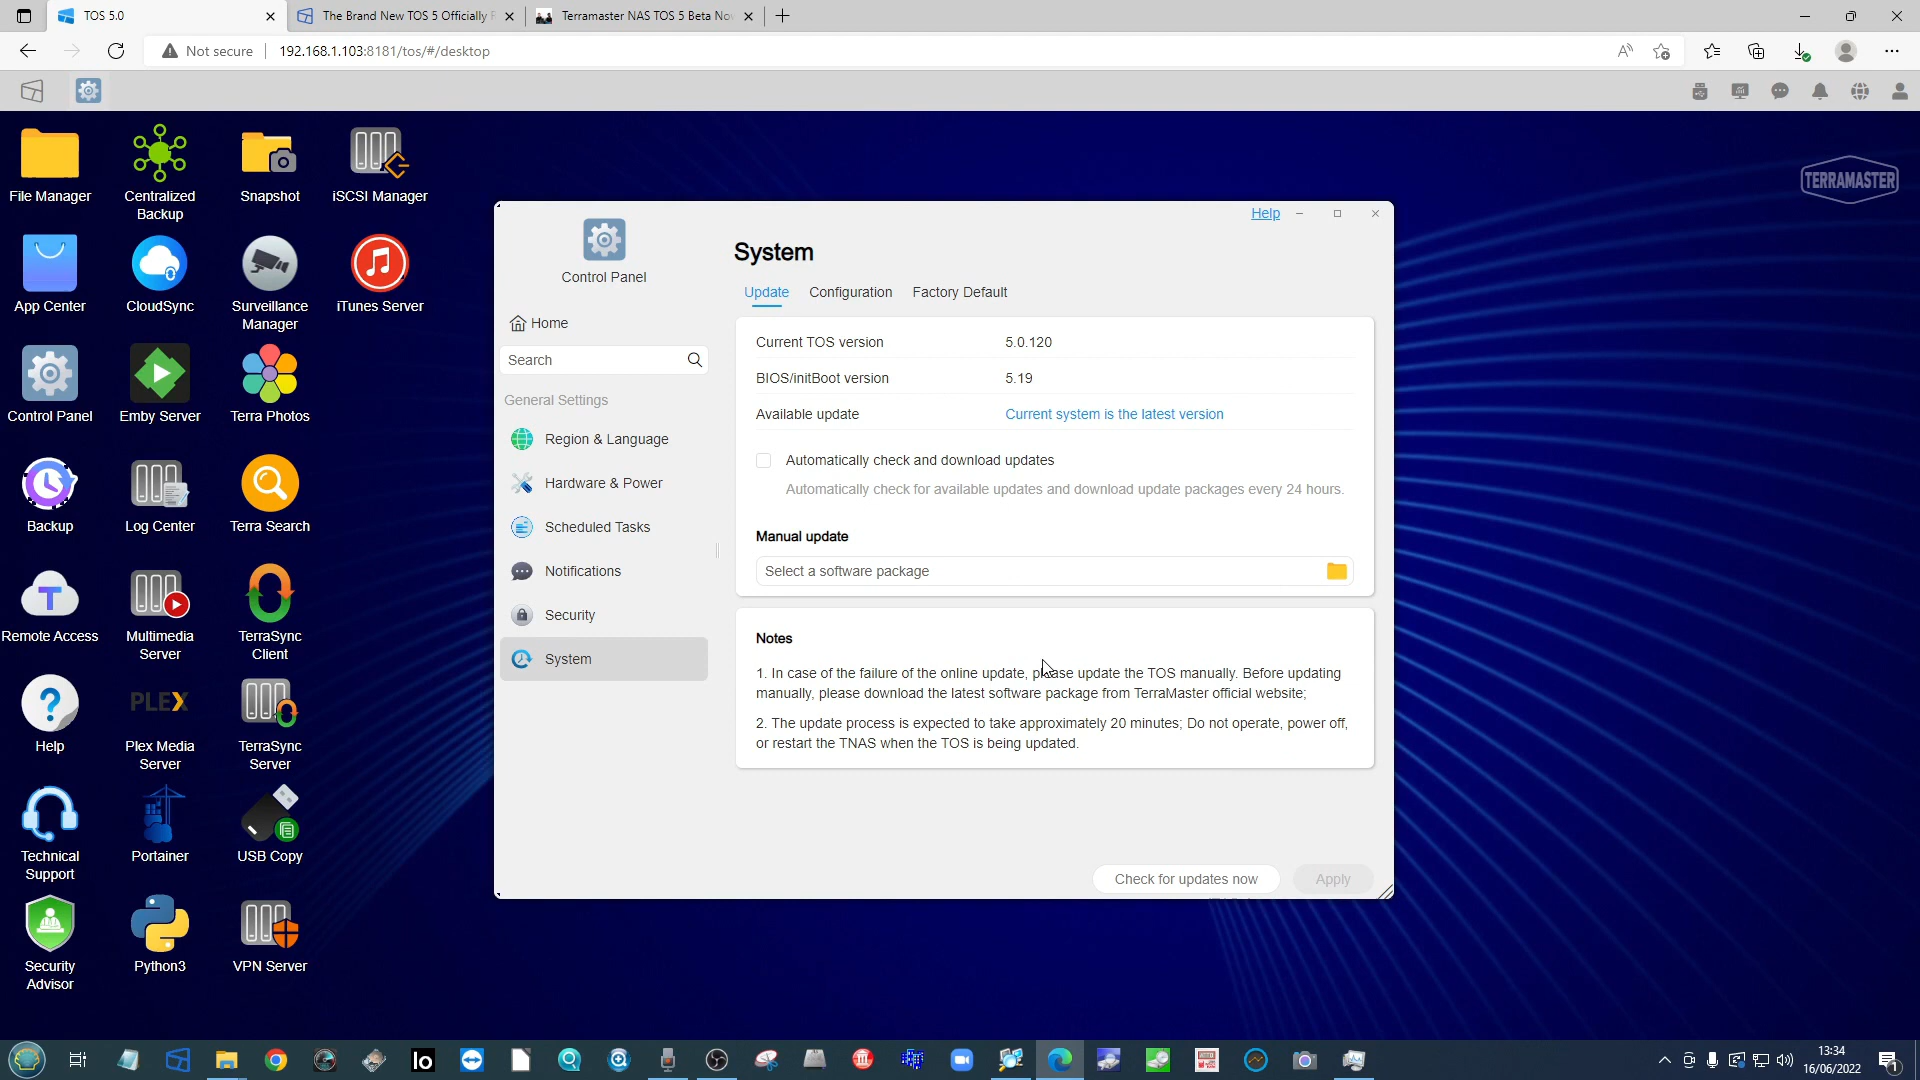 TOS 5.0
The Brand New TOS 5 Officially
Terramaster NAS TOS 5 Beta No
Not secure
192.168.1.103:8181/tos/#/desktop
File Manager
Centralized
Backup
Snapshot
iSCSI Manager
App Center
CloudSync
Surveillance
Manager
iTunes Server
Control Panel
Emby Server
Terra Photos
Backup
Log Center
Terra Search
T
Remote Access
Multimedia
Server
TerraSync
Client
?
Help
PLEX
Plex Media
Server
TerraSync
Server
Technical
Support
Portainer
USB Copy
Security
Advisor
Python3
VPN Server
TERRAMASTER
Help
Control Panel
Home
Search
General Settings
Region & Language
Hardware & Power
Scheduled Tasks
Notifications
Security
System
System
Update Configuration Factory Default
Current TOS version 5.0.120
BIOS/initBoot version 5.19
Available update Current system is the latest version
Automatically check and download updates
Automatically check for available updates and download update packages every 24 hours.
Manual update
Select a software package
Notes
1. In case of the failure of the online update, please update the TOS manually. Before updating
manually, please download the latest software package from TerraMaster official website;
2. The update process is expected to take approximately 20 minutes; Do not operate, power off,
or restart the TNAS when the TOS is being updated.
Check for updates now
Apply
Io
13:34
16/06/2022
1